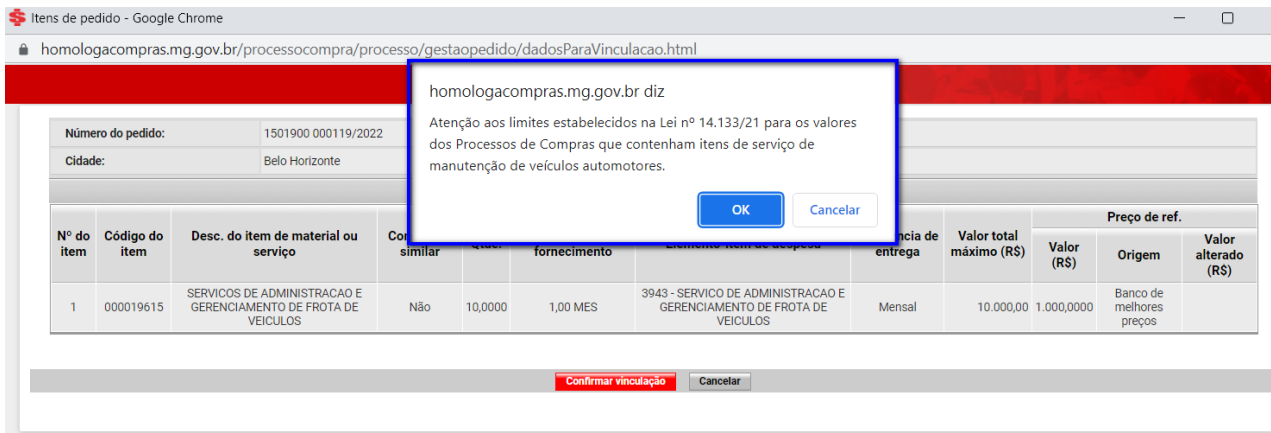 Itens de pedido - Google Chrome
homologacompras.mg.gov.br/processocompra/processo/gestaopedido/dadosParaVinculacao.html
homologacompras.mg.gov.br diz
Atenção aos limites estabelecidos na Lei nº 14.133/21 para os valores
dos Processos de Compras que contenham itens de serviço de
manutenção de veículos automotores.
OK Cancelar
Número do pedido: 1501900 000119/2022
Cidade: Belo Horizonte
Preço de ref.
Nº do item Código do item Desc. do item de material ou serviço similar fornecimento entrega Valor total máximo (R$) Valor (R$) Origem Valor alterado (R$)
1 000019615 SERVICOS DE ADMINISTRACAO E GERENCIAMENTO DE FROTA DE VEICULOS Não 10,0000 1,00 MES 3943 - SERVICO DE ADMINISTRACAO E GERENCIAMENTO DE FROTA DE VEICULOS Mensal 10.000,00 1.000,0000 Banco de melhores preços
Confirmar vinculação Cancelar